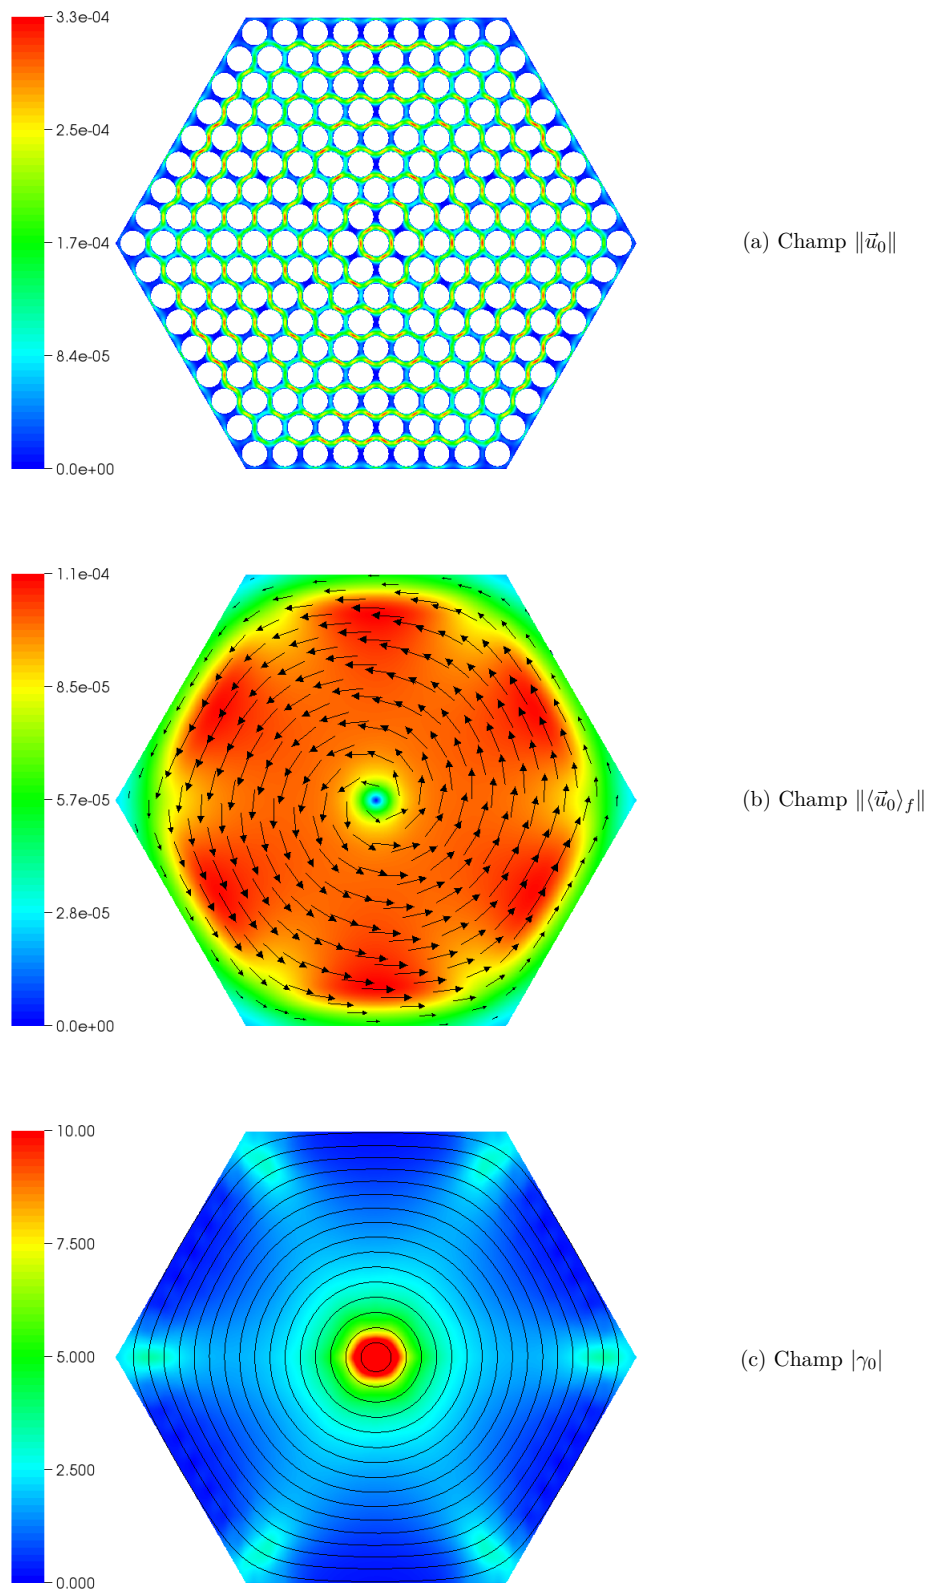 3.3e-04
2.5e-04
1.7e-04
8.4e-05
0.0e+00
(a) Champ ‖u⃗₀‖
1.1e-04
8.5e-05
5.7e-05
2.8e-05
0.0e+00
(b) Champ ‖⟨u⃗₀⟩_f‖
10.00
7.500
5.000
2.500
0.000
(c) Champ |γ₀|